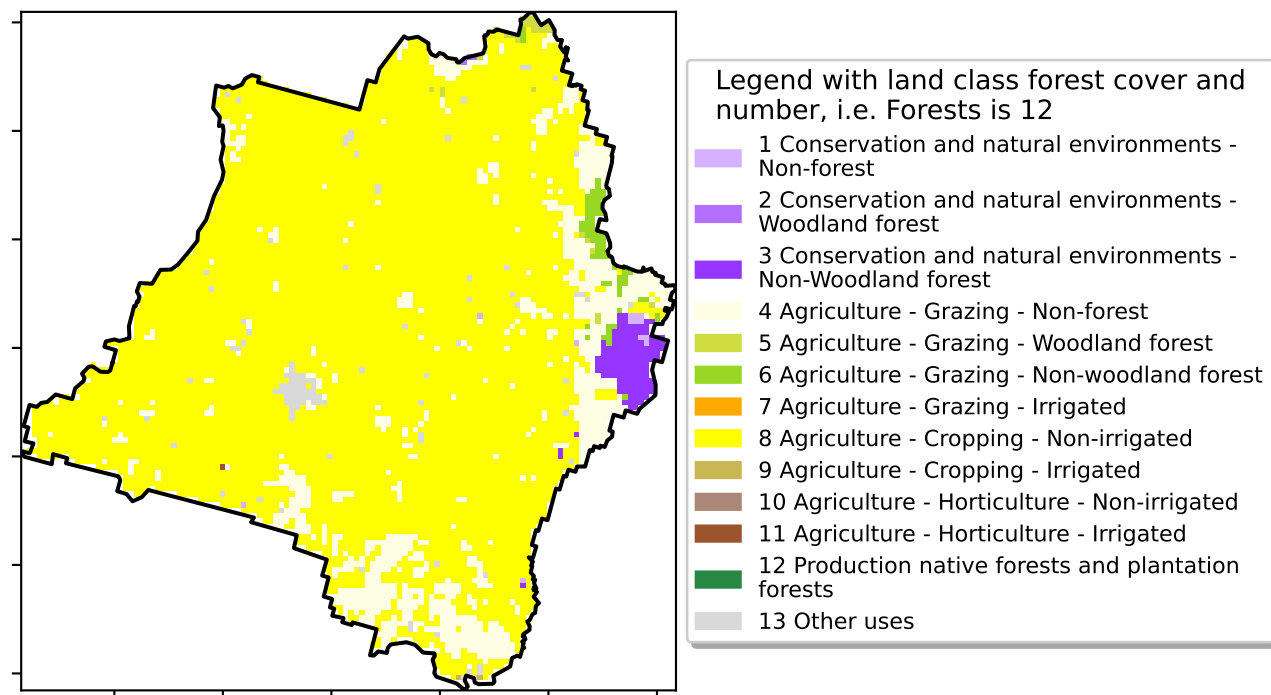 Legend with land class forest cover and
number, i.e. Forests is 12
1 Conservation and natural environments -
Non-forest
2 Conservation and natural environments -
Woodland forest
3 Conservation and natural environments -
Non-Woodland forest
4 Agriculture - Grazing - Non-forest
5 Agriculture - Grazing - Woodland forest
6 Agriculture - Grazing - Non-woodland forest
7 Agriculture - Grazing - Irrigated
8 Agriculture - Cropping - Non-irrigated
9 Agriculture - Cropping - Irrigated
10 Agriculture - Horticulture - Non-irrigated
11 Agriculture - Horticulture - Irrigated
12 Production native forests and plantation
forests
13 Other uses